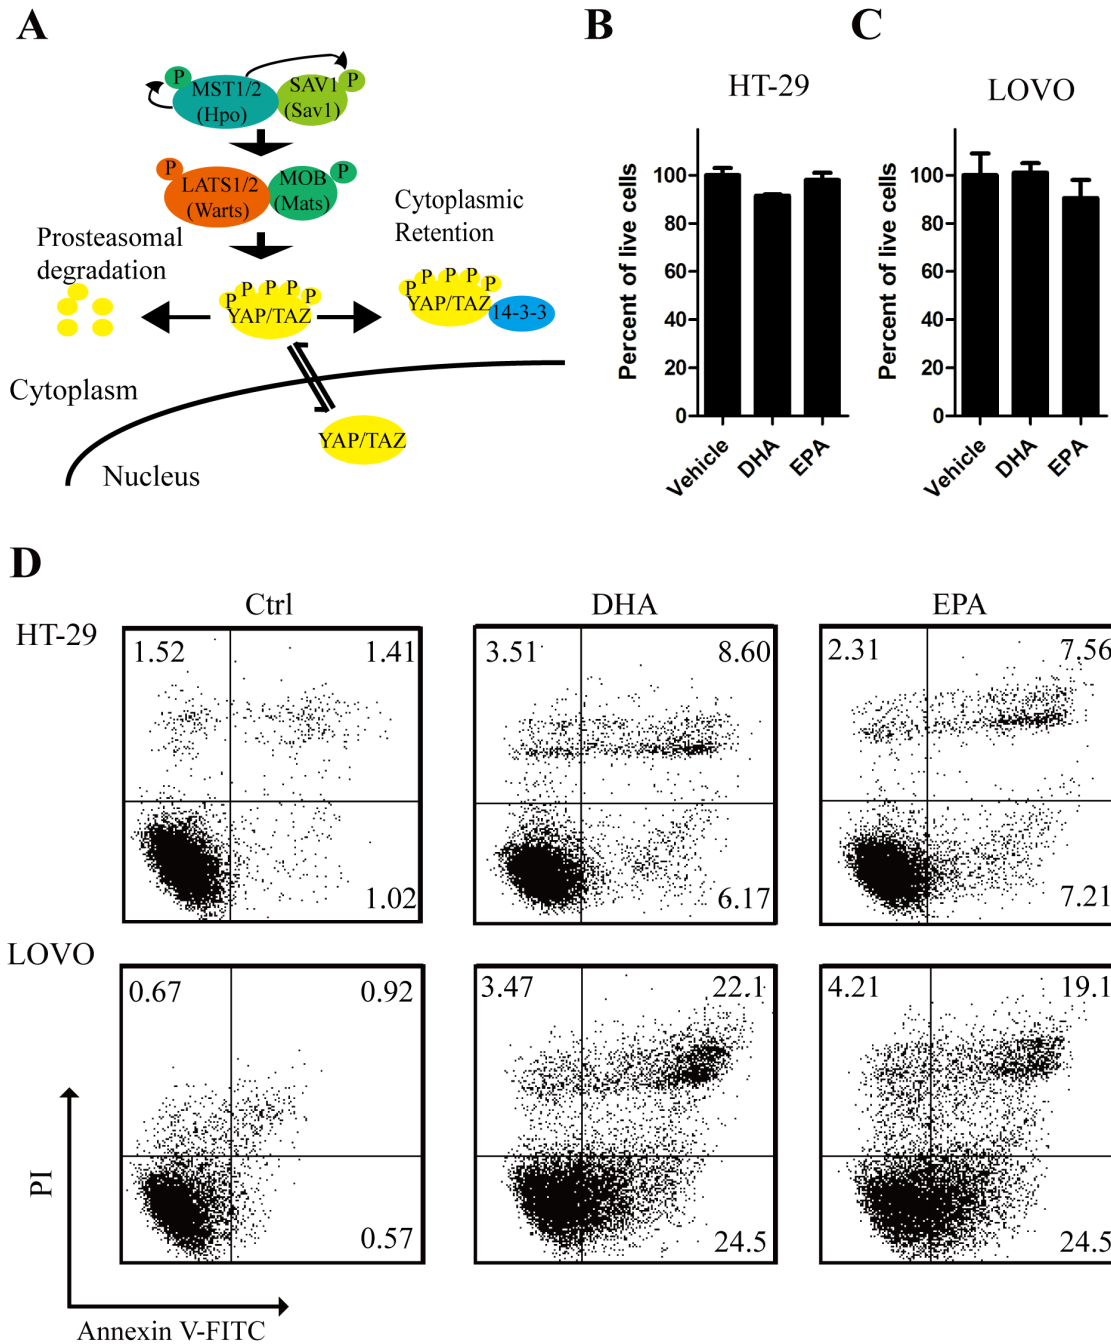 A
P
MST1/2
(Hpo)
SAV1
(Sav1)
P
P
LATS1/2
(Warts)
MOB
(Mats)
P
Prosteasomal
degradation
Cytoplasmic
Retention
P P P P P
YAP/TAZ
P P P P P
YAP/TAZ
14-3-3
Cytoplasm
YAP/TAZ
Nucleus
B
HT-29
Percent of live cells
100
80
60
40
20
0
Vehicle
DHA
EPA
C
LOVO
Percent of live cells
100
80
60
40
20
0
Vehicle
DHA
EPA
D
Ctrl
DHA
EPA
HT-29
1.52 1.41
1.02
3.51 8.60
6.17
2.31 7.56
7.21
LOVO
0.67 0.92
0.57
3.47 22.1
24.5
4.21 19.1
24.5
PI
Annexin V-FITC